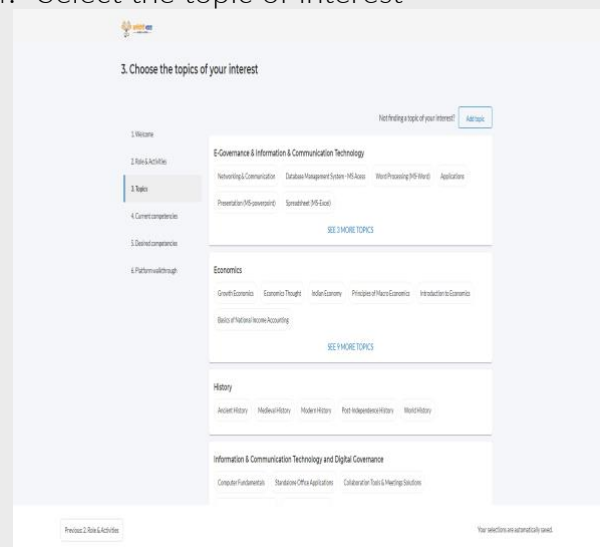 Select the topic of interest
3. Choose the topics of your interest
Not finding a topic of your interest? Add topic
1. Welcome
2. Role & Activities
3. Topics
4. Current competencies
5. Desired competencies
6. Platform walkthrough
E-Governance & Information & Communication Technology
Networking & Communication Database Management System - MS Acess Word Processing (MS-Word) Applications
Presentation (MS-powerpoint) Spreadsheet (MS-Excel)
SEE 3 MORE TOPICS
Economics
Growth Economics Economics Thought Indian Economy Principles of Macro Economics Introduction to Economics
Basics of National Income Accounting
SEE 9 MORE TOPICS
History
Ancient History Medieval History Modern History Post-Independence History World History
Information & Communication Technology and Digital Governance
Computer Fundamentals Standalone Office Applications Collaboration Tools & Meetings Solutions
Previous: 2. Role & Activities
Your selections are automatically saved.